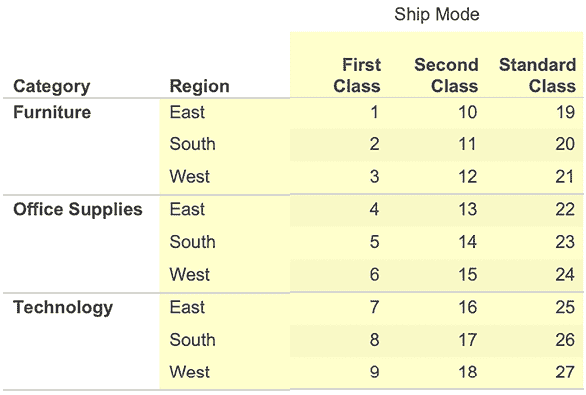 Ship Mode
First Second Standard
Category Region Class Class Class
Furniture East 1 10 19
South 2 11 20
West 3 12 21
Office Supplies East 4 13 22
South 5 14 23
West 6 15 24
Technology East 7 16 25
South 8 17 26
West 9 18 27